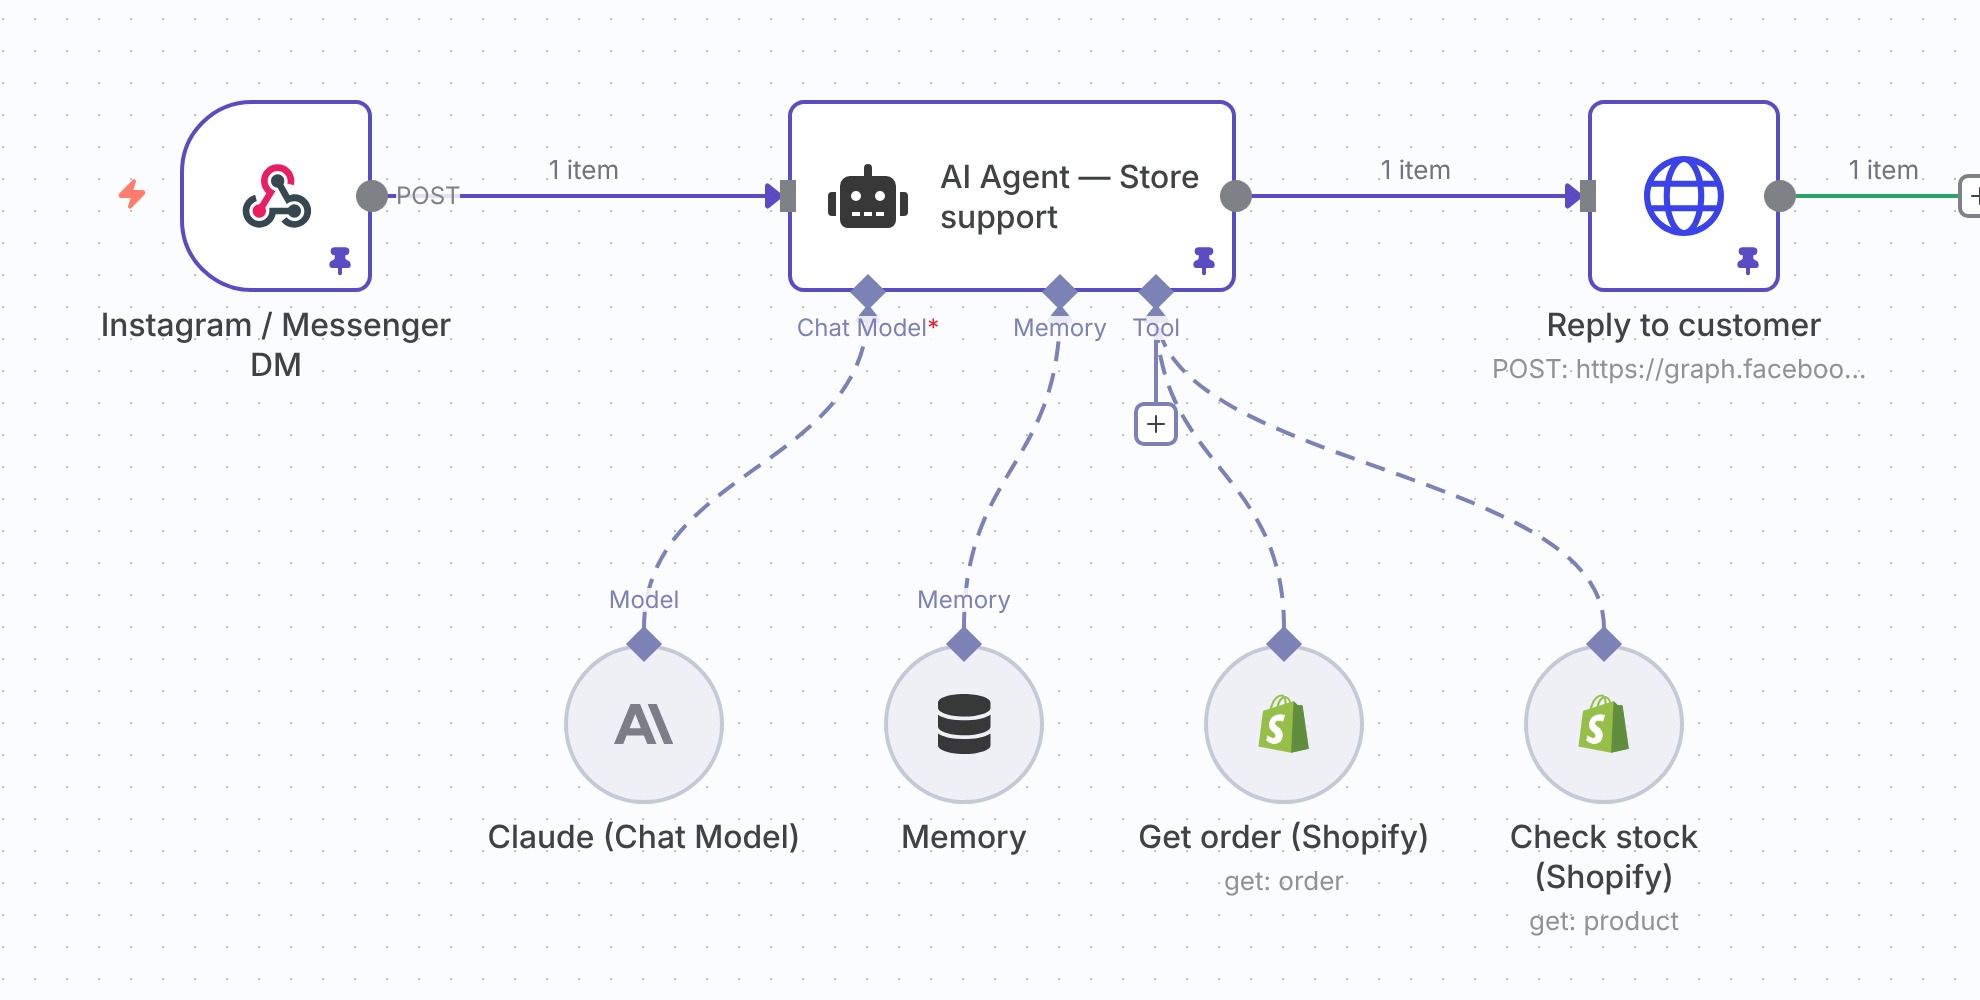 POST
1 item
AI Agent — Store
support
1 item
1 item
Instagram / Messenger
DM
Chat Model*
Memory
Tool
Reply to customer
POST: https://graph.faceboo...
Model
Memory
Claude (Chat Model)
Memory
Get order (Shopify)
get: order
Check stock
(Shopify)
get: product